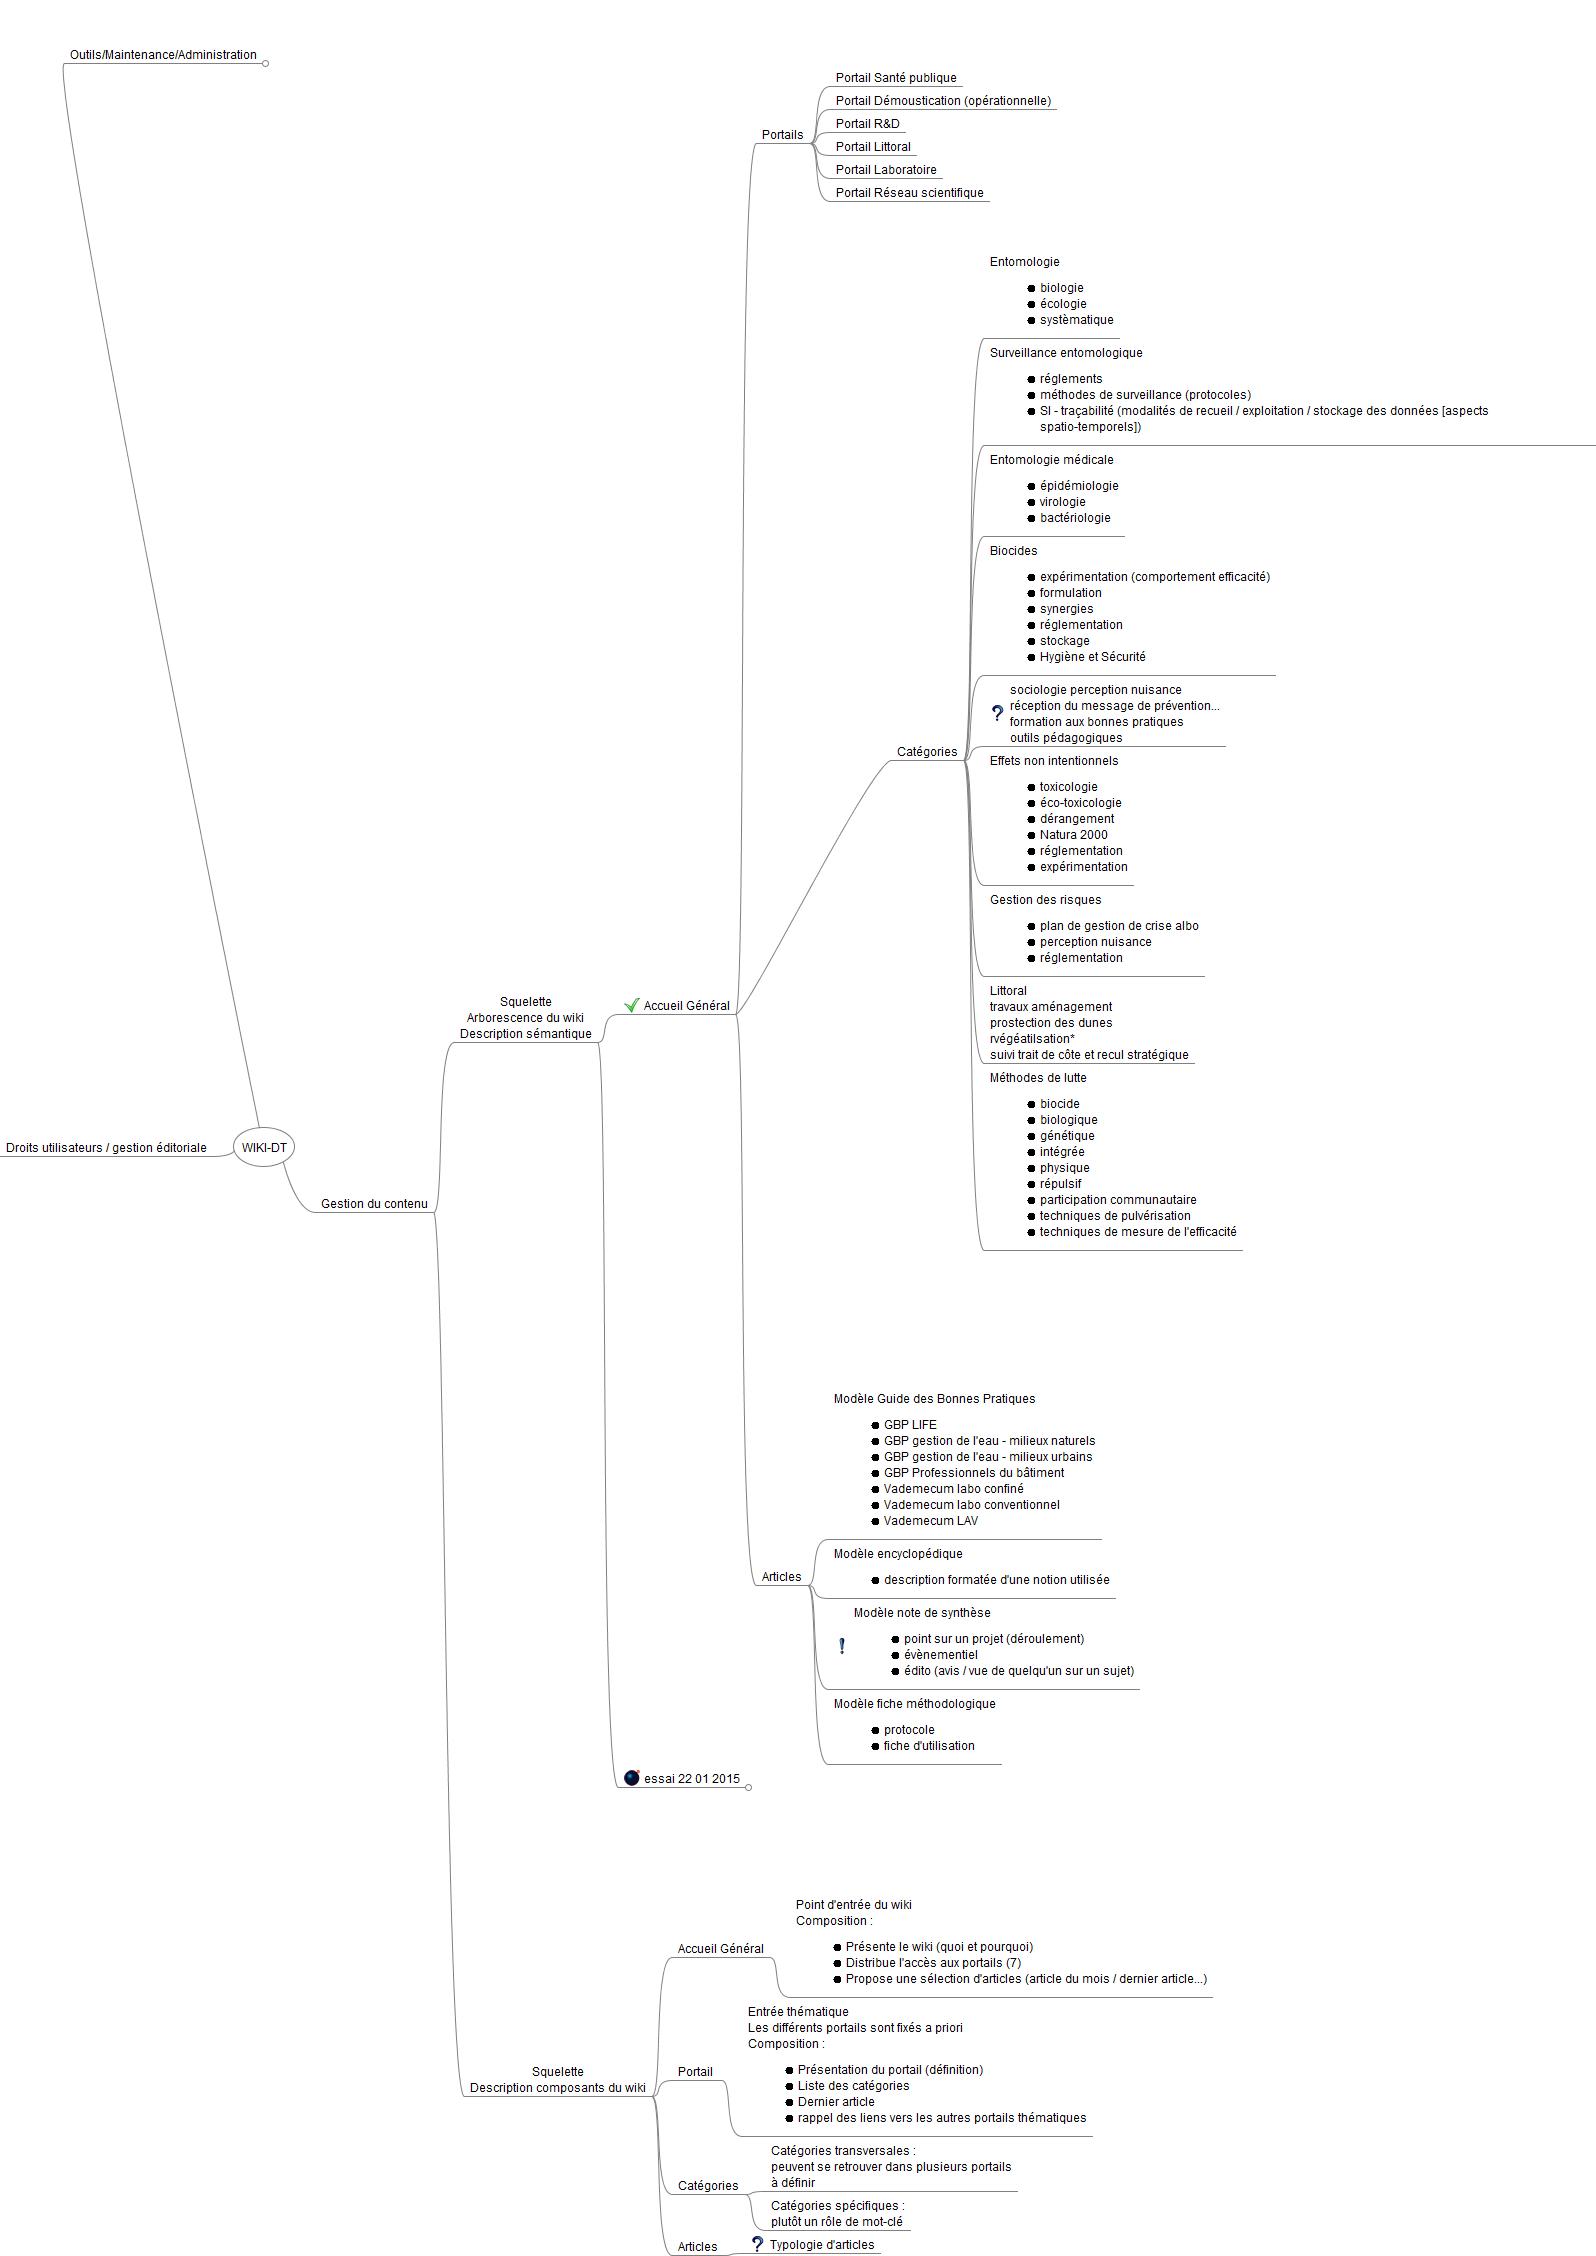 Outils/Maintenance/Administration
Portail Santé publique
Portail Démoustication (opérationnelle)
Portail R&D
Portails
Portail Littoral
Portail Laboratoire
Portail Réseau scientifique
Entomologie
biologie
écologie
systèmatique
Surveillance entomologique
réglements
méthodes de surveillance (protocoles)
SI - traçabilité (modalités de recueil / exploitation / stockage des données [aspects
spatio-temporels])
Entomologie médicale
épidémiologie
virologie
bactériologie
Biocides
expérimentation (comportement efficacité)
formulation
synergies
réglementation
stockage
Hygiène et Sécurité
sociologie perception nuisance
réception du message de prévention...
formation aux bonnes pratiques
outils pédagogiques
Catégories
Effets non intentionnels
toxicologie
éco-toxicologie
dérangement
Natura 2000
réglementation
expérimentation
Gestion des risques
plan de gestion de crise albo
perception nuisance
réglementation
Squelette
Arborescence du wiki
Description sémantique
Accueil Général
Littoral
travaux aménagement
prostection des dunes
rvégéatilsation*
suivi trait de côte et recul stratégique
Méthodes de lutte
biocide
biologique
génétique
intégrée
physique
répulsif
participation communautaire
techniques de pulvérisation
techniques de mesure de l'efficacité
Droits utilisateurs / gestion éditoriale
WIKI-DT
Gestion du contenu
Modèle Guide des Bonnes Pratiques
GBP LIFE
GBP gestion de l'eau - milieux naturels
GBP gestion de l'eau - milieux urbains
GBP Professionnels du bâtiment
Vademecum labo confiné
Vademecum labo conventionnel
Vademecum LAV
Articles
Modèle encyclopédique
description formatée d'une notion utilisée
Modèle note de synthèse
point sur un projet (déroulement)
évènementiel
édito (avis / vue de quelqu'un sur un sujet)
Modèle fiche méthodologique
protocole
fiche d'utilisation
essai 22 01 2015
Point d'entrée du wiki
Composition :
Accueil Général
Présente le wiki (quoi et pourquoi)
Distribue l'accès aux portails (7)
Propose une sélection d'articles (article du mois / dernier article...)
Entrée thématique
Les différents portails sont fixés a priori
Composition :
Squelette
Description composants du wiki
Portail
Présentation du portail (définition)
Liste des catégories
Dernier article
rappel des liens vers les autres portails thématiques
Catégories
Catégories transversales :
peuvent se retrouver dans plusieurs portails
à définir
Catégories spécifiques :
plutôt un rôle de mot-clé
Articles
Typologie d'articles